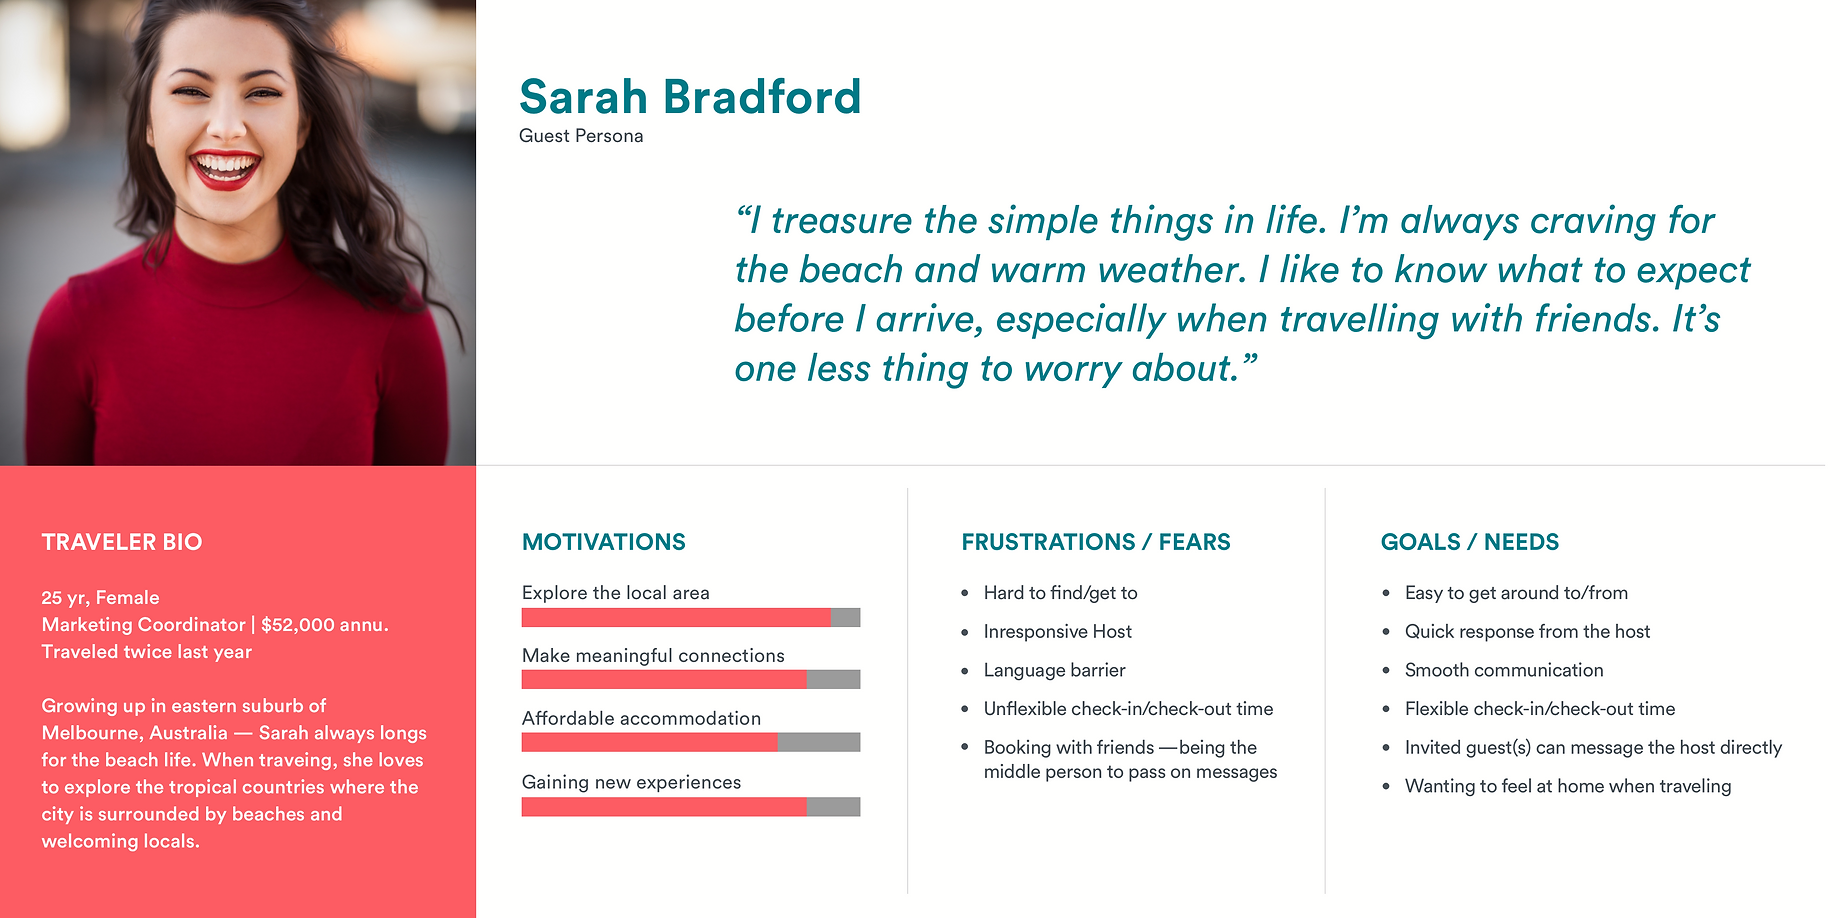 Sarah Bradford
Guest Persona
“I treasure the simple things in life. I’m always craving for
the beach and warm weather. I like to know what to expect
before I arrive, especially when travelling with friends. It’s
one less thing to worry about.”
TRAVELER BIO
25 yr, Female
Marketing Coordinator | $52,000 annu.
Traveled twice last year
Growing up in eastern suburb of
Melbourne, Australia — Sarah always longs
for the beach life. When traveing, she loves
to explore the tropical countries where the
city is surrounded by beaches and
welcoming locals.
MOTIVATIONS
Explore the local area
Make meaningful connections
Affordable accommodation
Gaining new experiences
FRUSTRATIONS / FEARS
• Hard to find/get to
• Inresponsive Host
• Language barrier
• Unflexible check-in/check-out time
• Booking with friends —being the
middle person to pass on messages
GOALS / NEEDS
• Easy to get around to/from
• Quick response from the host
• Smooth communication
• Flexible check-in/check-out time
• Invited guest(s) can message the host directly
• Wanting to feel at home when traveling